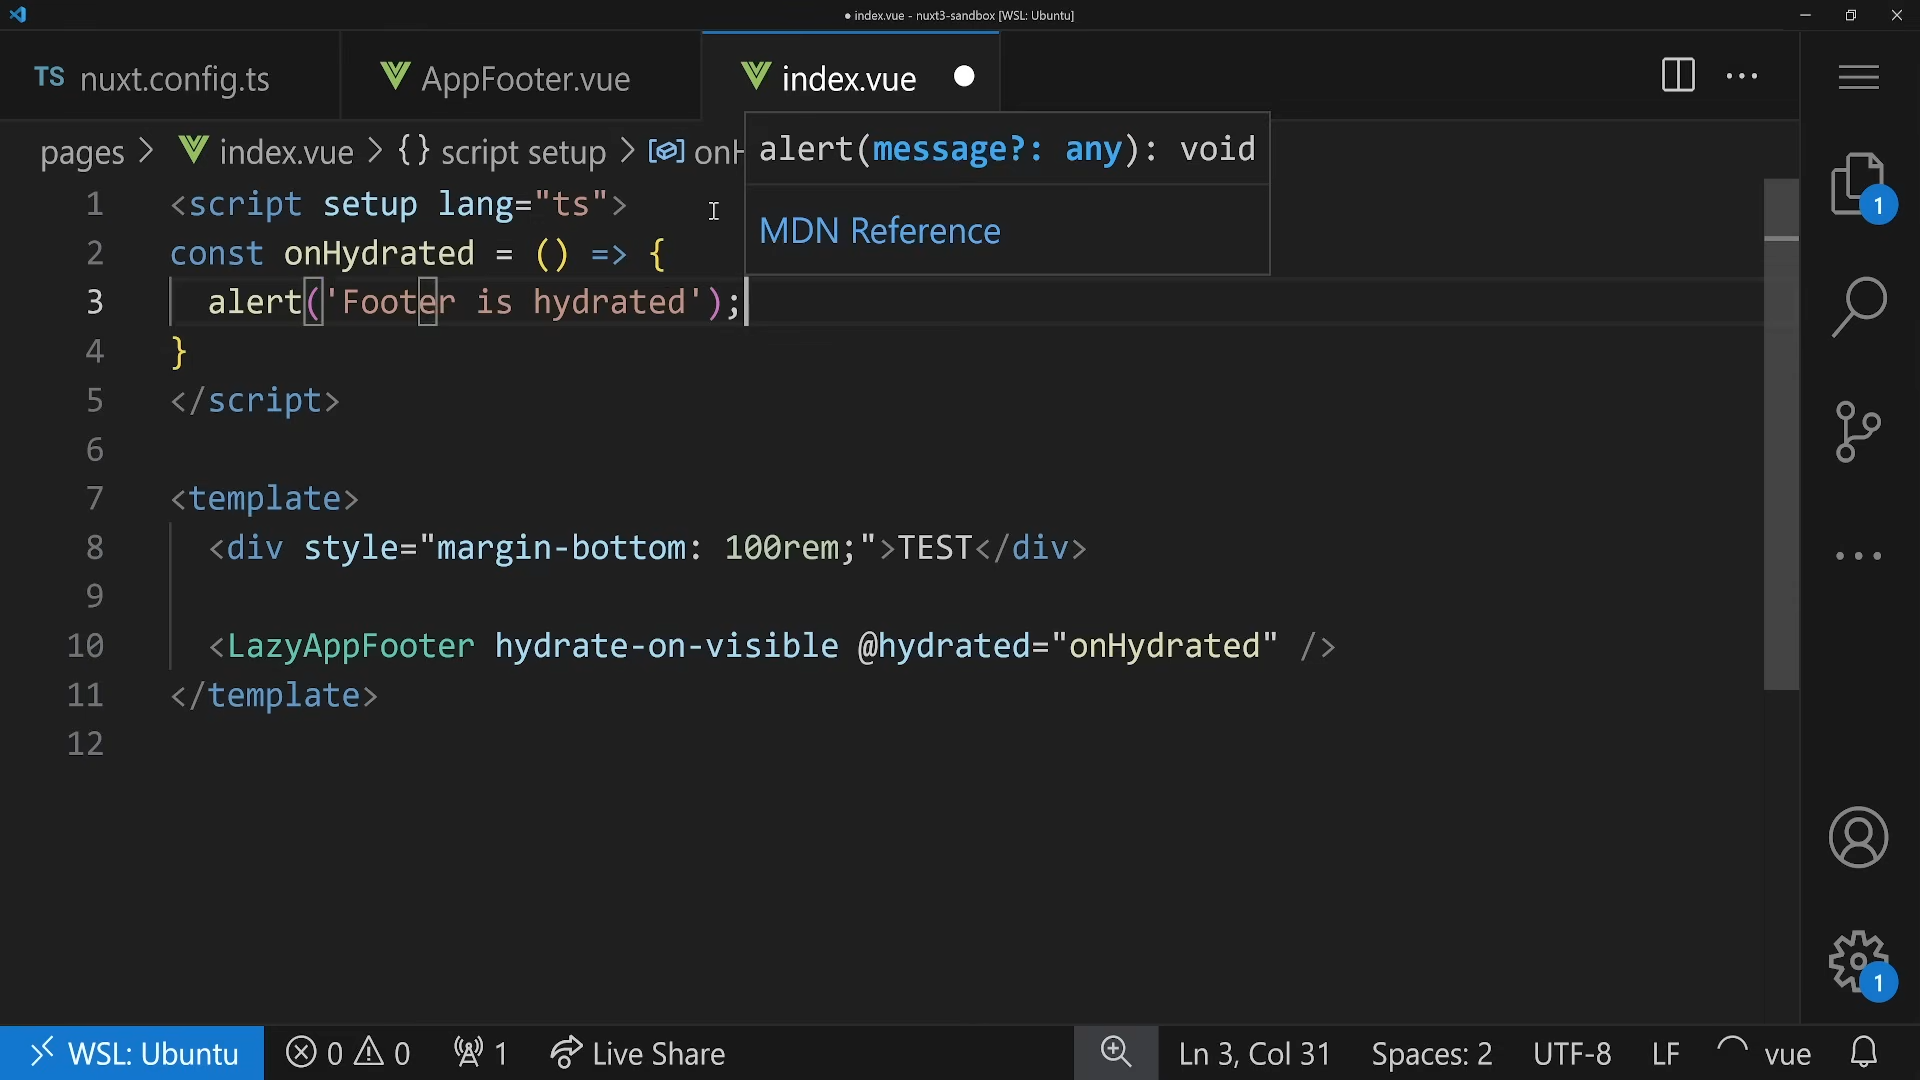 ● index.vue - nuxt3-sandbox [WSL: Ubuntu]
TS nuxt.config.ts
AppFooter.vue
index.vue
pages > index.vue > {} script setup > onH
alert(message?: any): void
MDN Reference
1 <script setup lang="ts">
2 const onHydrated = () => {
3 alert('Footer is hydrated');
4 }
5 </script>
6
7 <template>
8 <div style="margin-bottom: 100rem;">TEST</div>
9
10 <LazyAppFooter hydrate-on-visible @hydrated="onHydrated" />
11 </template>
12
1
1
WSL: Ubuntu 0 0 1 Live Share Ln 3, Col 31 Spaces: 2 UTF-8 LF vue